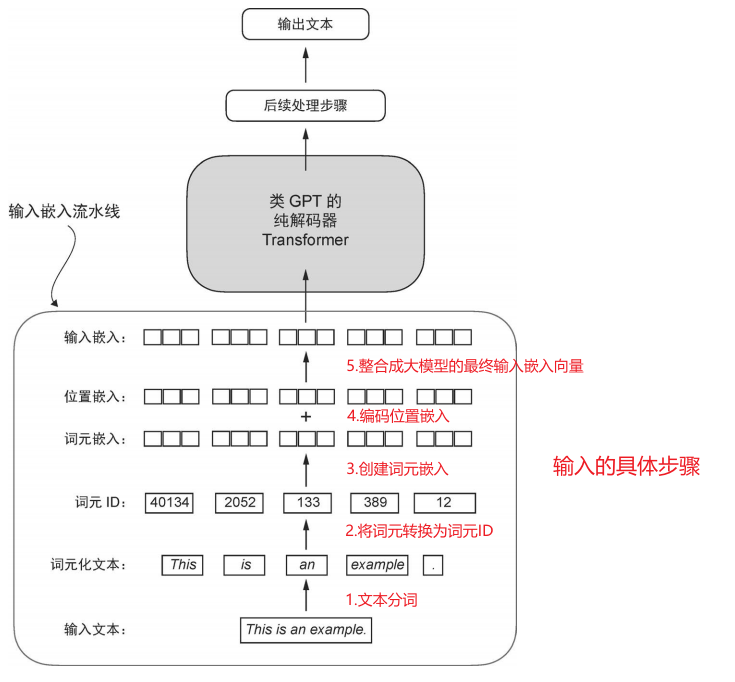 输出文本
后续处理步骤
类 GPT 的
纯解码器
Transformer
输入嵌入流水线
输入嵌入：
5.整合成大模型的最终输入嵌入向量
位置嵌入：
+
4.编码位置嵌入
词元嵌入：
3.创建词元嵌入
输入的具体步骤
词元 ID： 40134 2052 133 389 12
2.将词元转换为词元ID
词元化文本： This is an example .
1.文本分词
输入文本： This is an example.